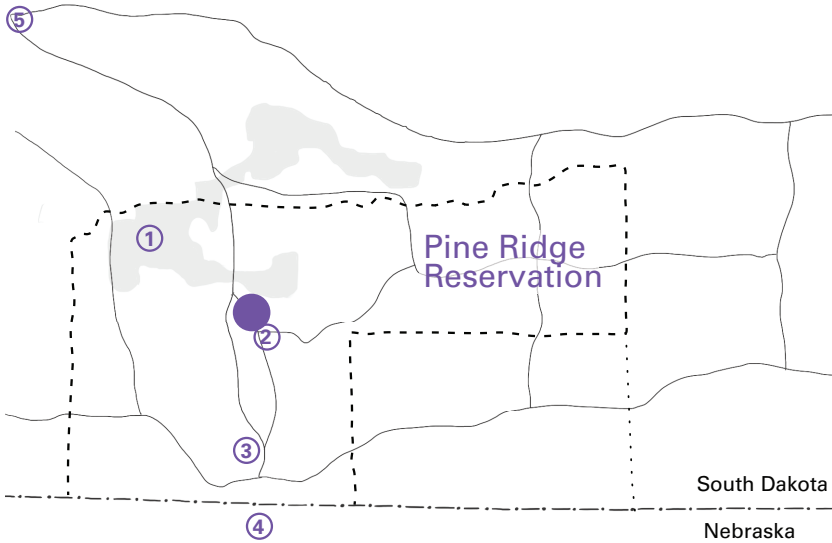 ⑤
①
Pine Ridge
Reservation
②
③
South Dakota
④
Nebraska